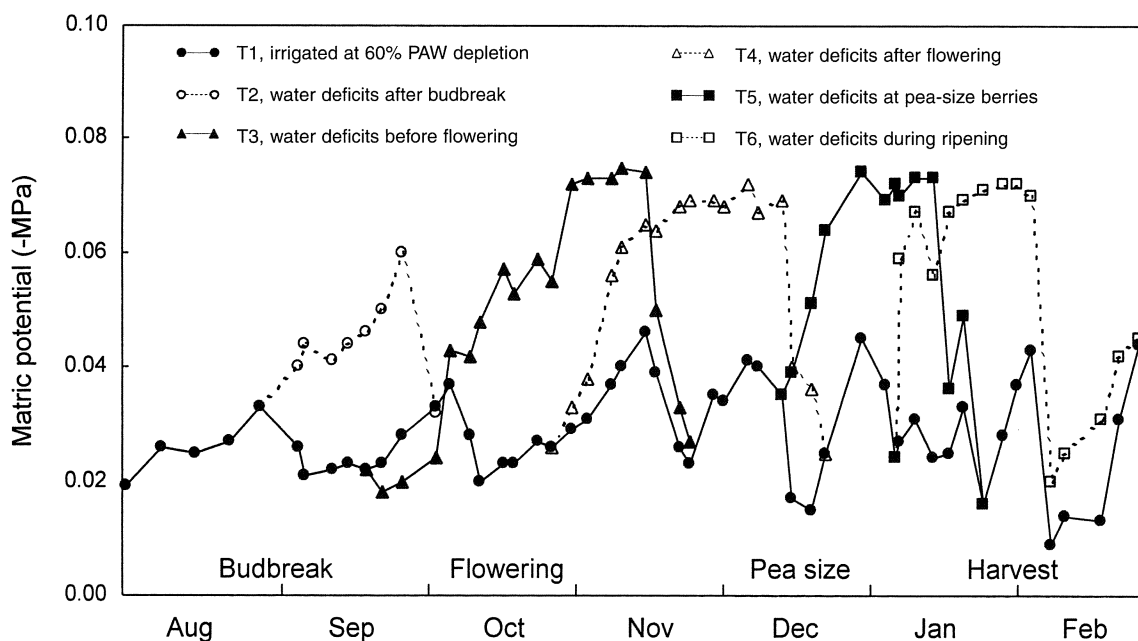 0.10
T1, irrigated at 60% PAW depletion
T2, water deficits after budbreak
T3, water deficits before flowering
T4, water deficits after flowering
T5, water deficits at pea-size berries
T6, water deficits during ripening
0.08
0.06
0.04
0.02
0.00
Matric potential (-MPa)
Budbreak Flowering Pea size Harvest
Aug Sep Oct Nov Dec Jan Feb